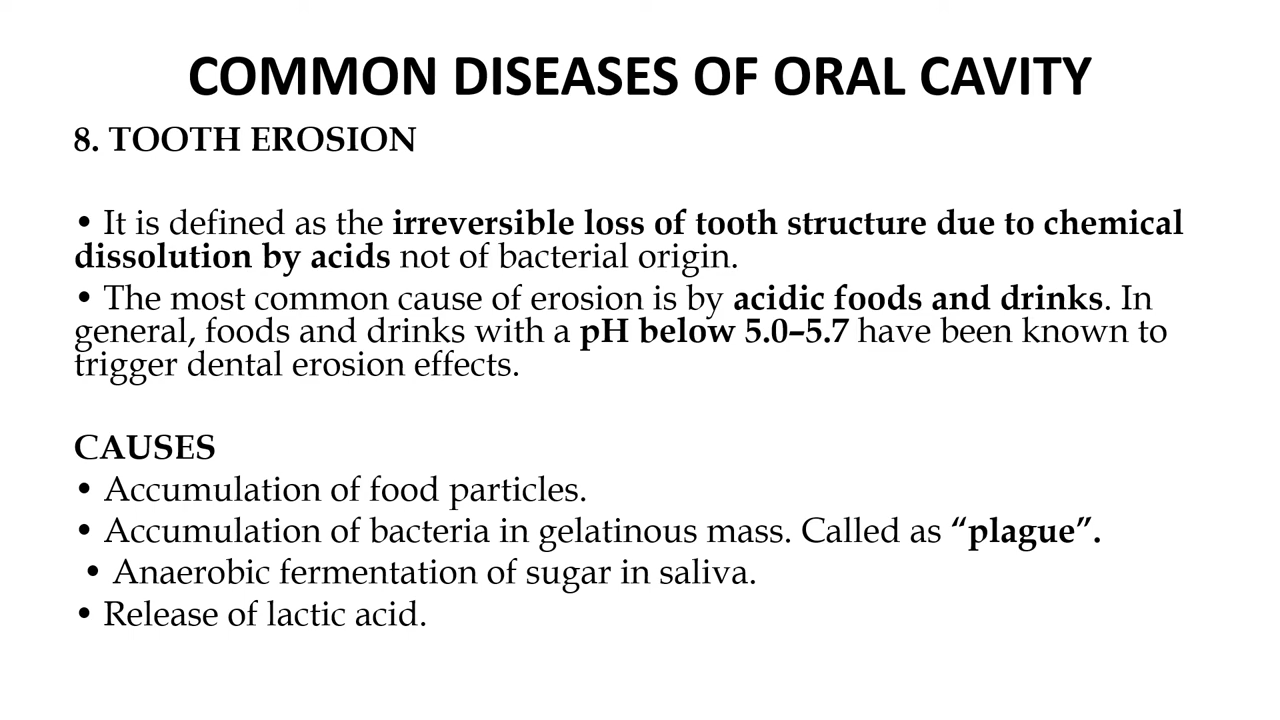 COMMON DISEASES OF ORAL CAVITY
8. TOOTH EROSION
• It is defined as the irreversible loss of tooth structure due to chemical
dissolution by acids not of bacterial origin.
• The most common cause of erosion is by acidic foods and drinks. In
general, foods and drinks with a pH below 5.0–5.7 have been known to
trigger dental erosion effects.
CAUSES
• Accumulation of food particles.
• Accumulation of bacteria in gelatinous mass. Called as “plague”.
• Anaerobic fermentation of sugar in saliva.
• Release of lactic acid.